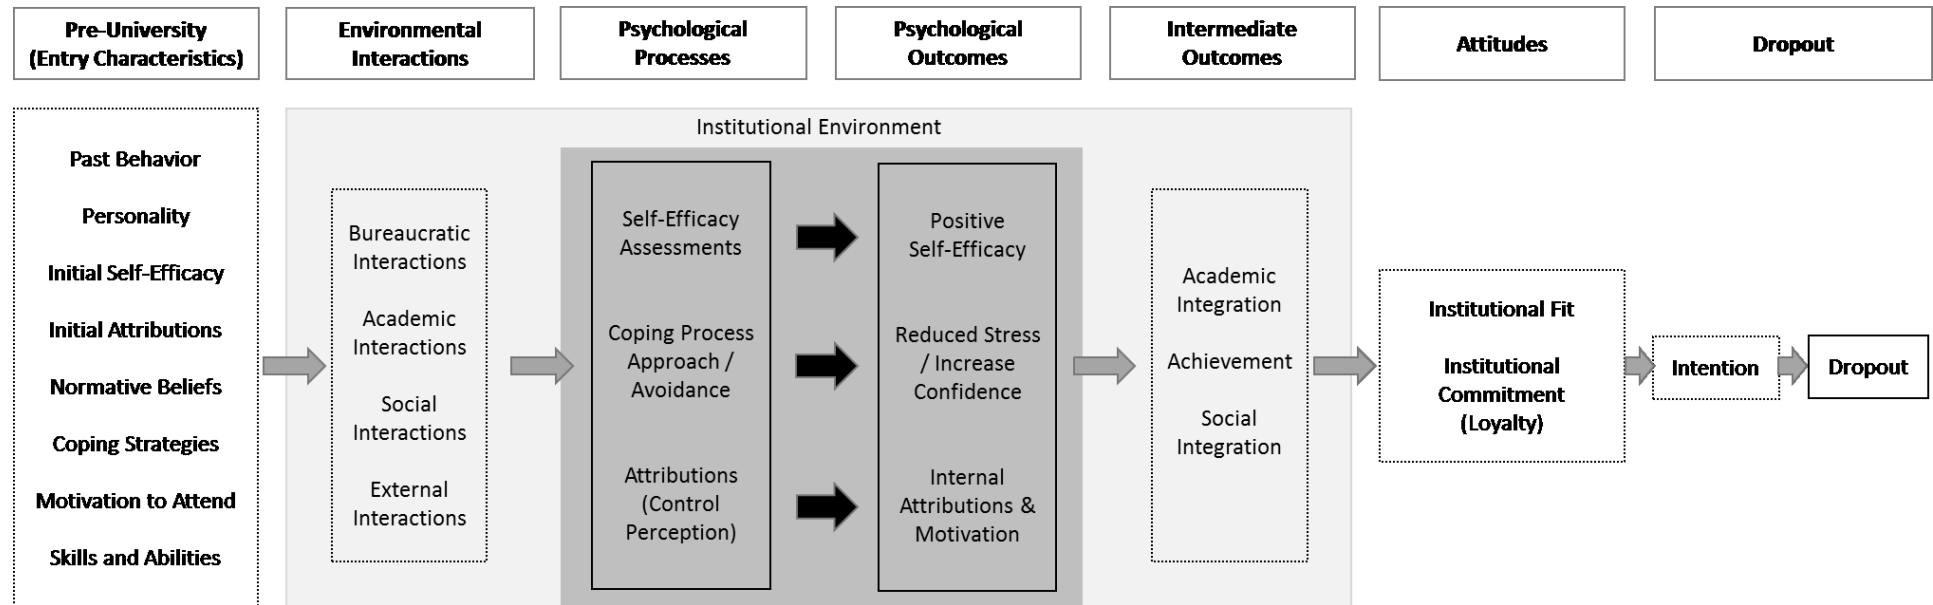 Pre-University
(Entry Characteristics)
Environmental
Interactions
Psychological
Processes
Psychological
Outcomes
Intermediate
Outcomes
Attitudes
Dropout
Institutional Environment
Past Behavior
Personality
Initial Self-Efficacy
Initial Attributions
Normative Beliefs
Coping Strategies
Motivation to Attend
Skills and Abilities
Bureaucratic
Interactions
Academic
Interactions
Social
Interactions
External
Interactions
Self-Efficacy
Assessments
Coping Process
Approach /
Avoidance
Attributions
(Control
Perception)
Positive
Self-Efficacy
Reduced Stress
/ Increase
Confidence
Internal
Attributions &
Motivation
Academic
Integration
Achievement
Social
Integration
Institutional Fit
Institutional
Commitment
(Loyalty)
Intention
Dropout